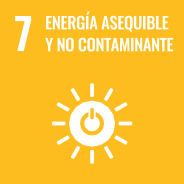 7 ENERGÍA ASEQUIBLE
Y NO CONTAMINANTE